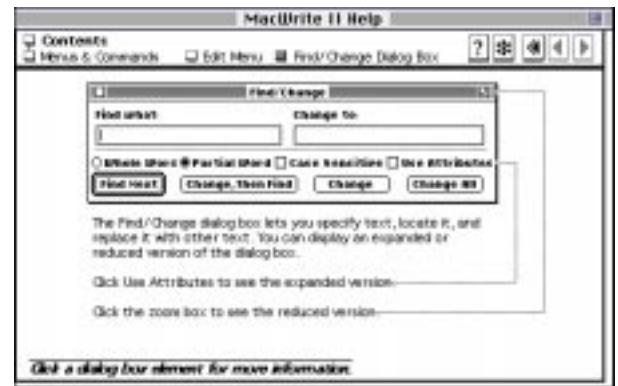 MacWrite II Help
Contents
Menus & Commands Edit Menu Find/Change Dialog Box ?
Find/Change
Find what: Change to:
Whole Word Partial Word Case Sensitive Use Attributes
Find Next Change, Then Find Change Change All
The Find/Change dialog box lets you specify text, locate it, and
replace it with other text. You can display an expanded or
reduced version of the dialog box.
Click Use Attributes to see the expanded version.
Click the zoom box to see the reduced version.
Click a dialog box element for more information.